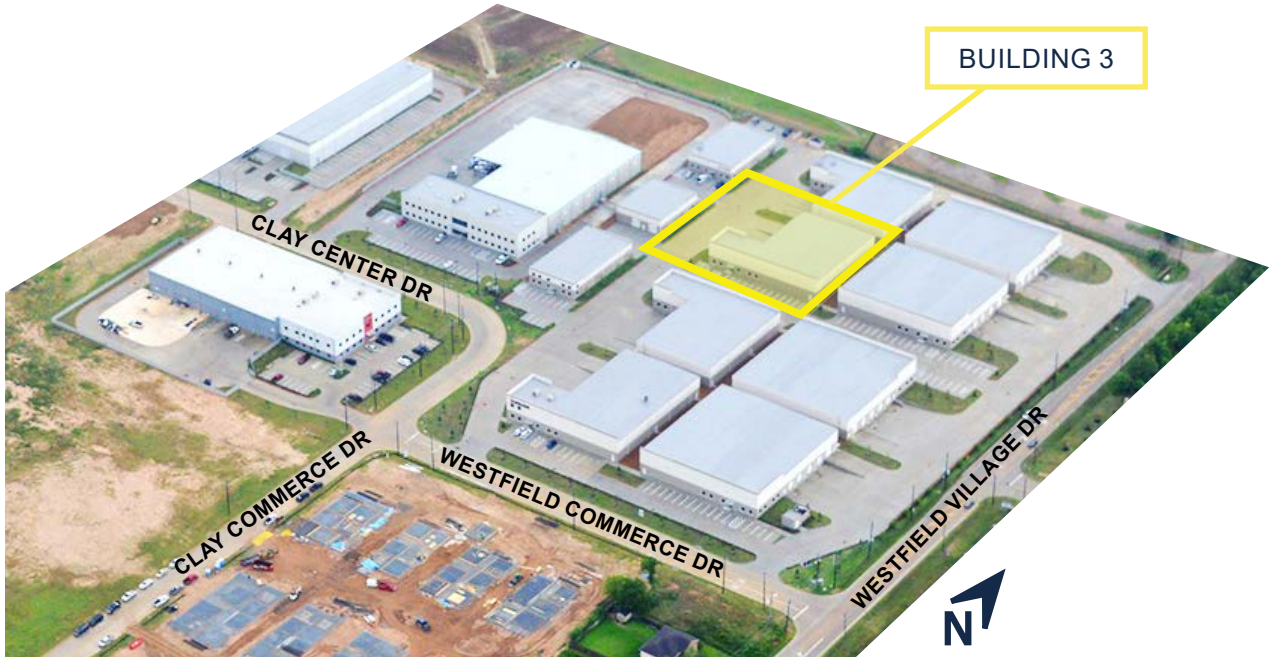 BUILDING 3
CLAY CENTER DR
CLAY COMMERCE DR
WESTFIELD COMMERCE DR
WESTFIELD VILLAGE DR
N